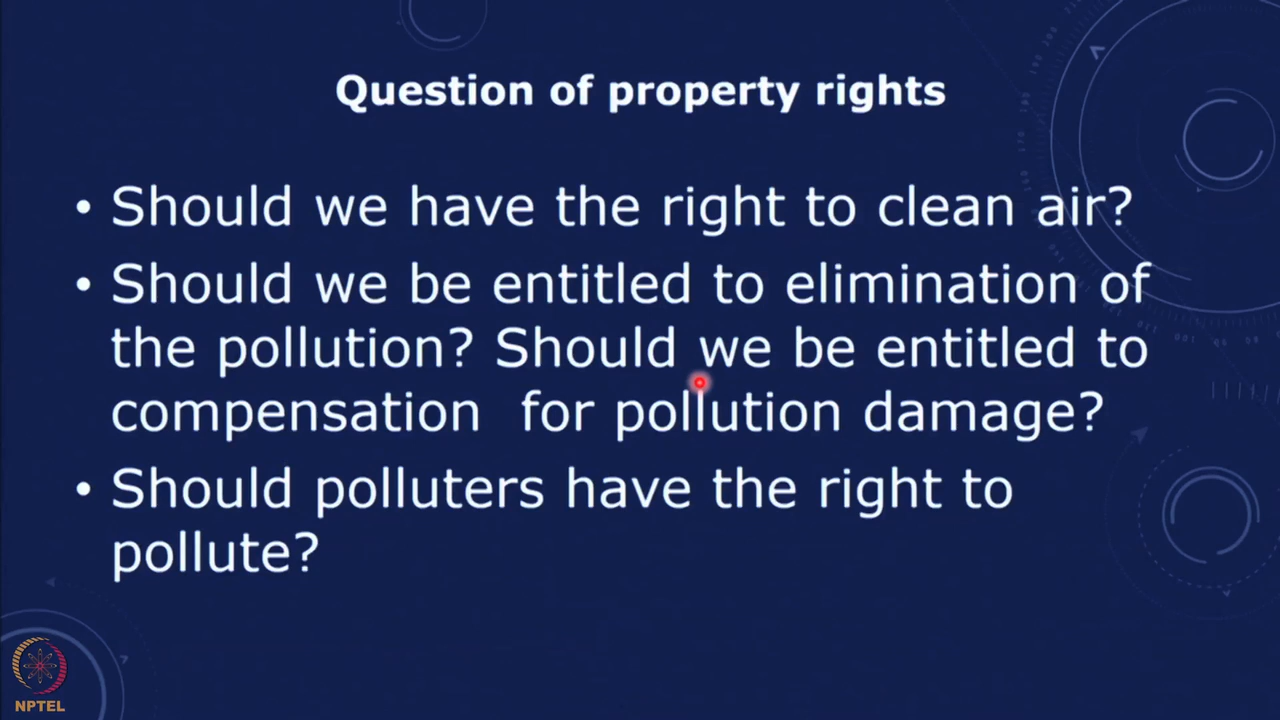 Question of property rights
• Should we have the right to clean air?
• Should we be entitled to elimination of
the pollution? Should we be entitled to
compensation for pollution damage?
• Should polluters have the right to
pollute?
NPTEL